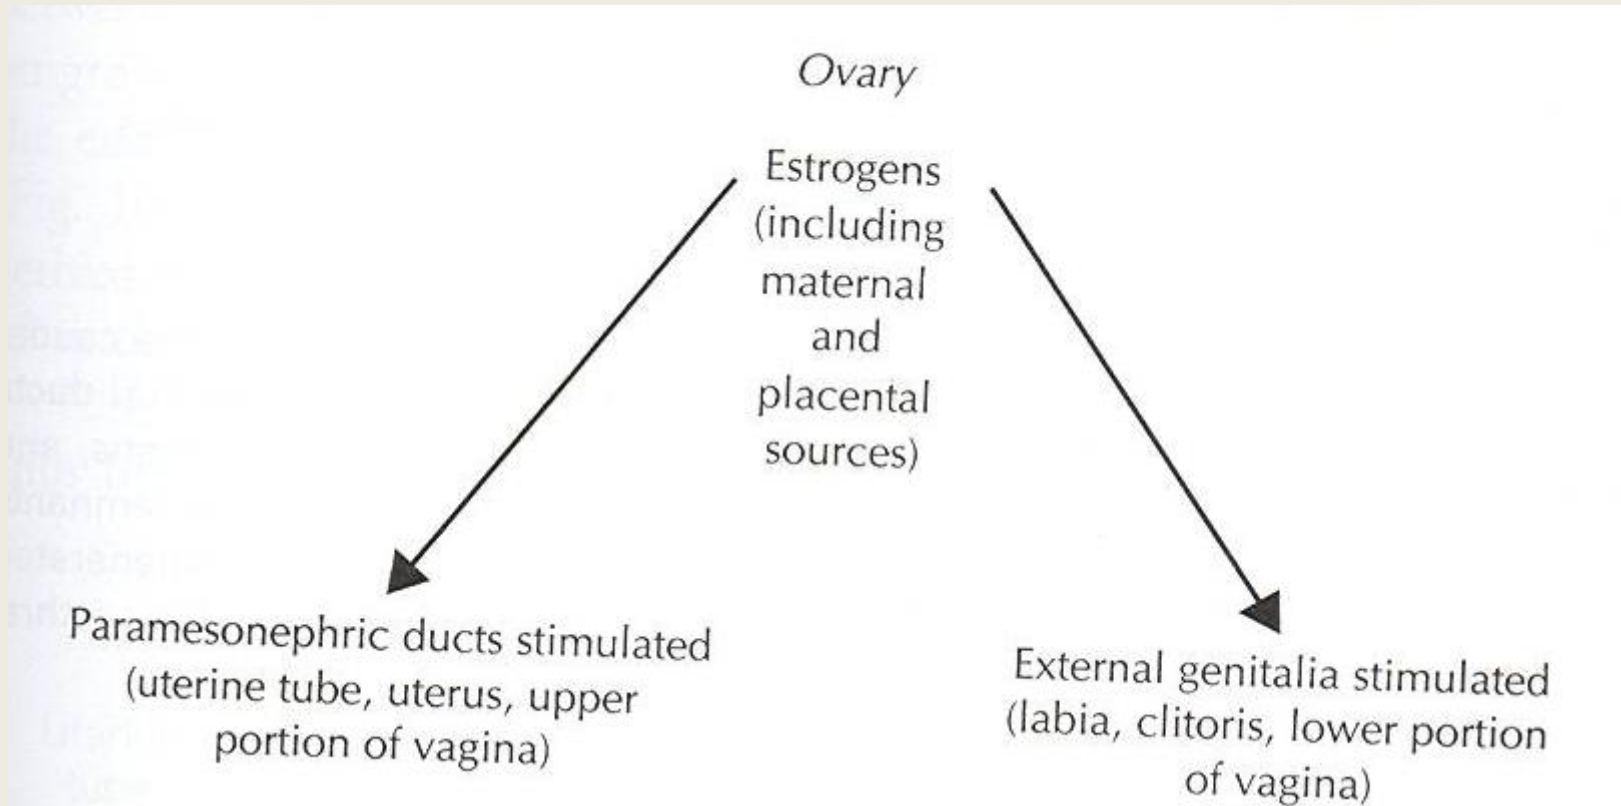 Ovary
Estrogens
(including
maternal
and
placental
sources)
Paramesonephric ducts stimulated
(uterine tube, uterus, upper
portion of vagina)
External genitalia stimulated
(labia, clitoris, lower portion
of vagina)